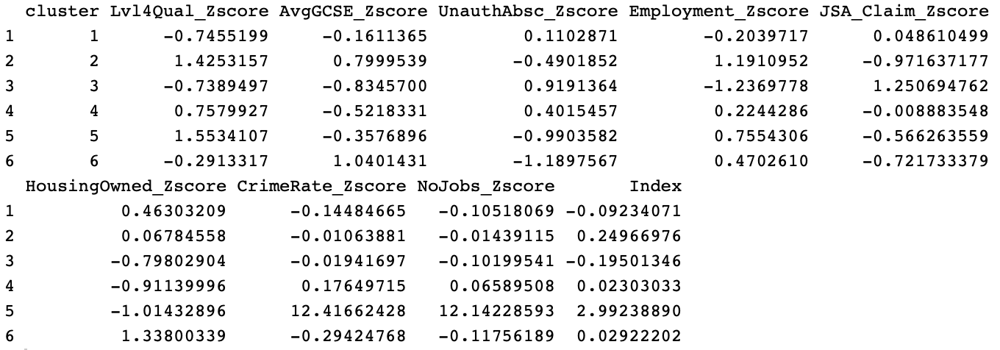 cluster Lvl4Qual_Zscore AvgGCSE_Zscore UnauthAbsc_Zscore Employment_Zscore JSA_Claim_Zscore
1 1 -0.7455199 -0.1611365 0.1102871 -0.2039717 0.048610499
2 2 1.4253157 0.7999539 -0.4901852 1.1910952 -0.971637177
3 3 -0.7389497 -0.8345700 0.9191364 -1.2369778 1.250694762
4 4 0.7579927 -0.5218331 0.4015457 0.2244286 -0.008883548
5 5 1.5534107 -0.3576896 -0.9903582 0.7554306 -0.566263559
6 6 -0.2913317 1.0401431 -1.1897567 0.4702610 -0.721733379
HousingOwned_Zscore CrimeRate_Zscore NoJobs_Zscore Index
1 0.46303209 -0.14484665 -0.10518069 -0.09234071
2 0.06784558 -0.01063881 -0.01439115 0.24966976
3 -0.79802904 -0.01941697 -0.10199541 -0.19501346
4 -0.91139996 0.17649715 0.06589508 0.02303033
5 -1.01432896 12.41662428 12.14228593 2.99238890
6 1.33800339 -0.29424768 -0.11756189 0.02922202